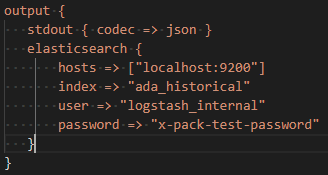 output {
    stdout { codec => json }
    elasticsearch {
        hosts => ["localhost:9200"]
        index => "ada_historical"
        user => "logstash_internal"
        password => "x-pack-test-password"
    }
}